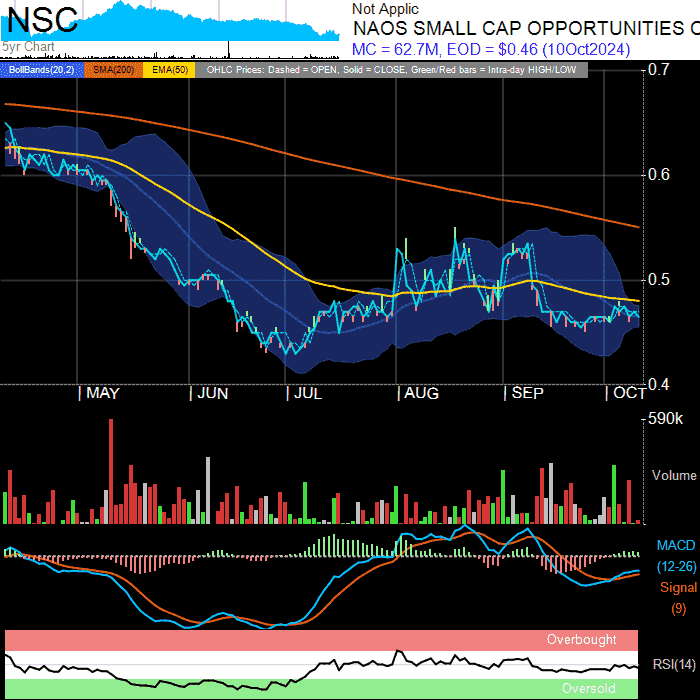 NSC
5yr Chart
Not Applic
NAOS SMALL CAP OPPORTUNITIES C
MC = 62.7M, EOD = $0.46 (10Oct2024)
BollBands(20,2) SMA(200) EMA(50) OHLC Prices: Dashed = OPEN, Solid = CLOSE, Green/Red bars = Intra-day HIGH/LOW
0.7
0.6
0.5
0.4
| MAY | JUN | JUL | AUG | SEP | OCT
590k
Volume
MACD
(12-26)
Signal
(9)
Overbought
RSI(14)
Oversold